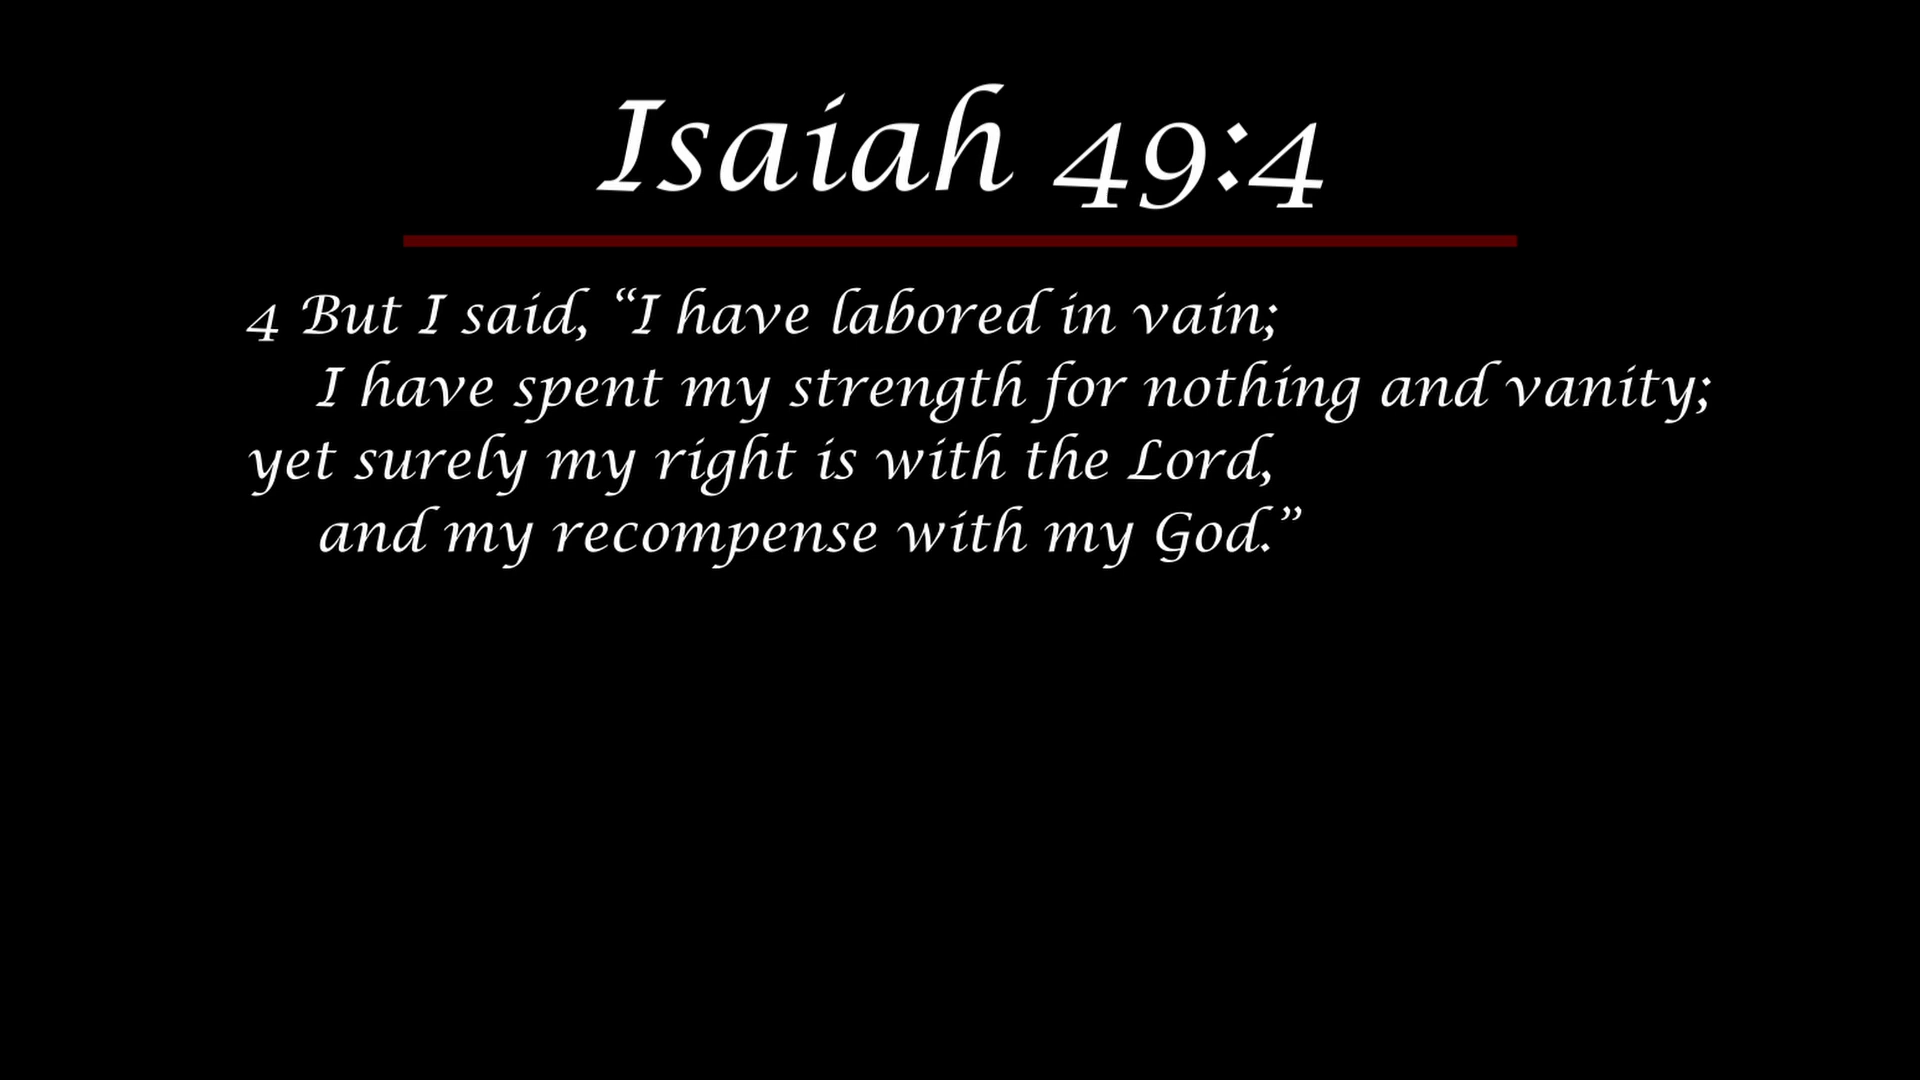 Isaiah 49:4
4 But I said, “I have labored in vain;
I have spent my strength for nothing and vanity;
yet surely my right is with the Lord,
and my recompense with my God.”